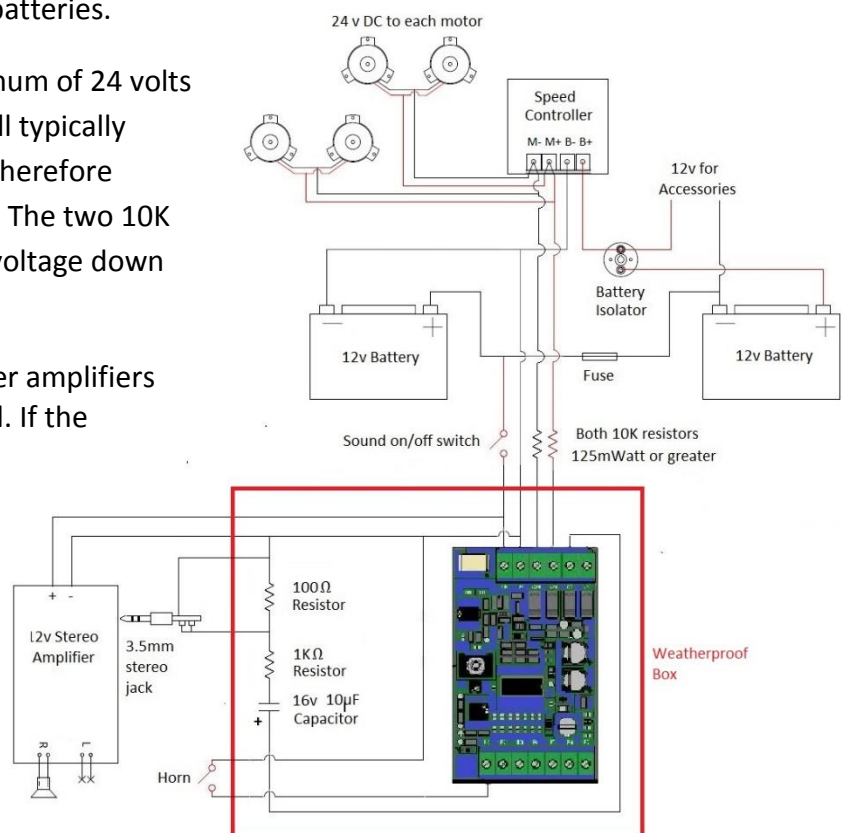 batteries.
num of 24 volts
ll typically
herefore
The two 10K
voltage down
er amplifiers
l. If the
24 v DC to each motor
Speed
Controller
M- M+ B- B+
12v for
Accessories
Battery
Isolator
12v Battery
12v Battery
Fuse
Sound on/off switch
Both 10K resistors
125mWatt or greater
100Ω
Resistor
1KΩ
Resistor
16v 10µF
Capacitor
+
+ -
12v Stereo
Amplifier
3.5mm
stereo
jack
R L
Horn
Weatherproof
Box